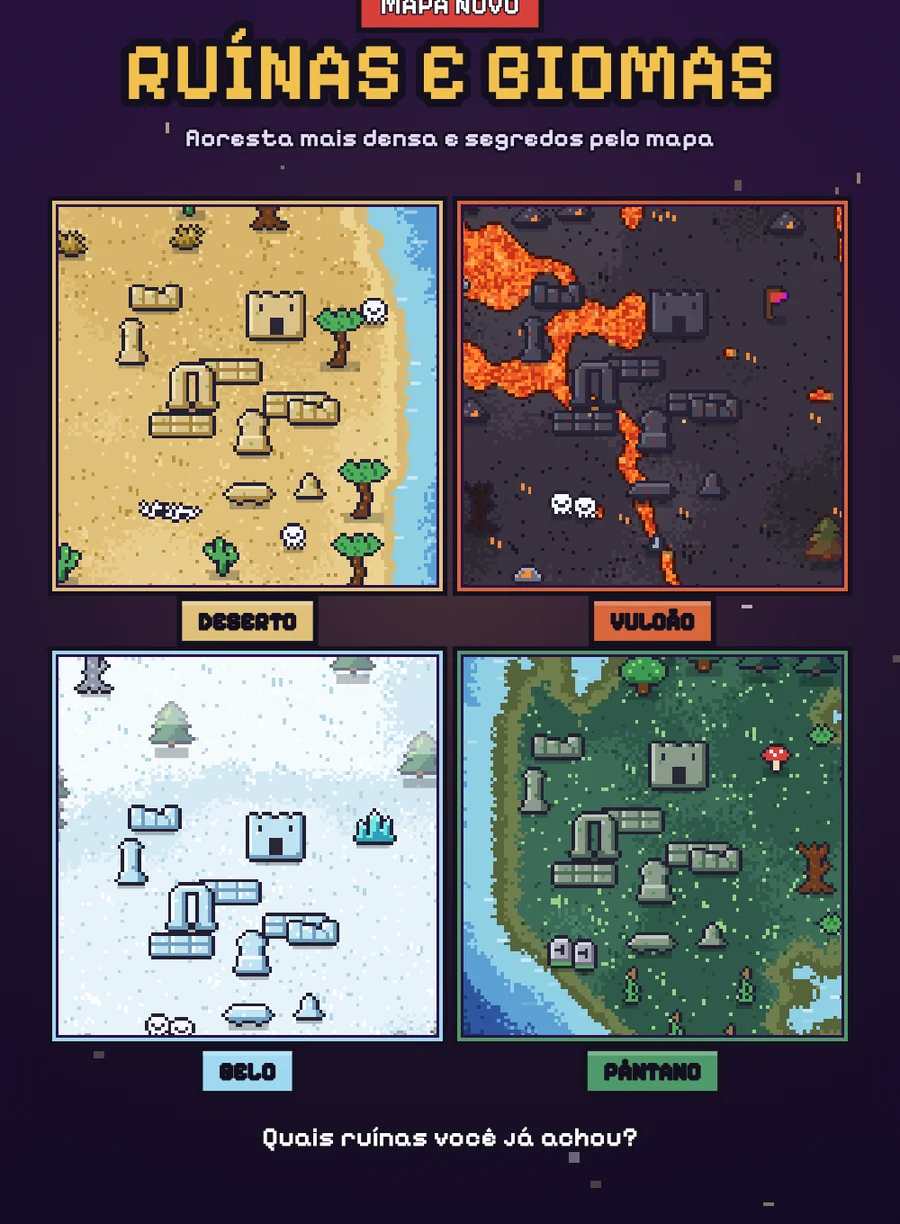 MAPA NOVO
RUÍNAS E BIOMAS
floresta mais densa e segredos pelo mapa
DESERTO
VULCÃO
GELO
PÂNTANO
Quais ruínas você já achou?